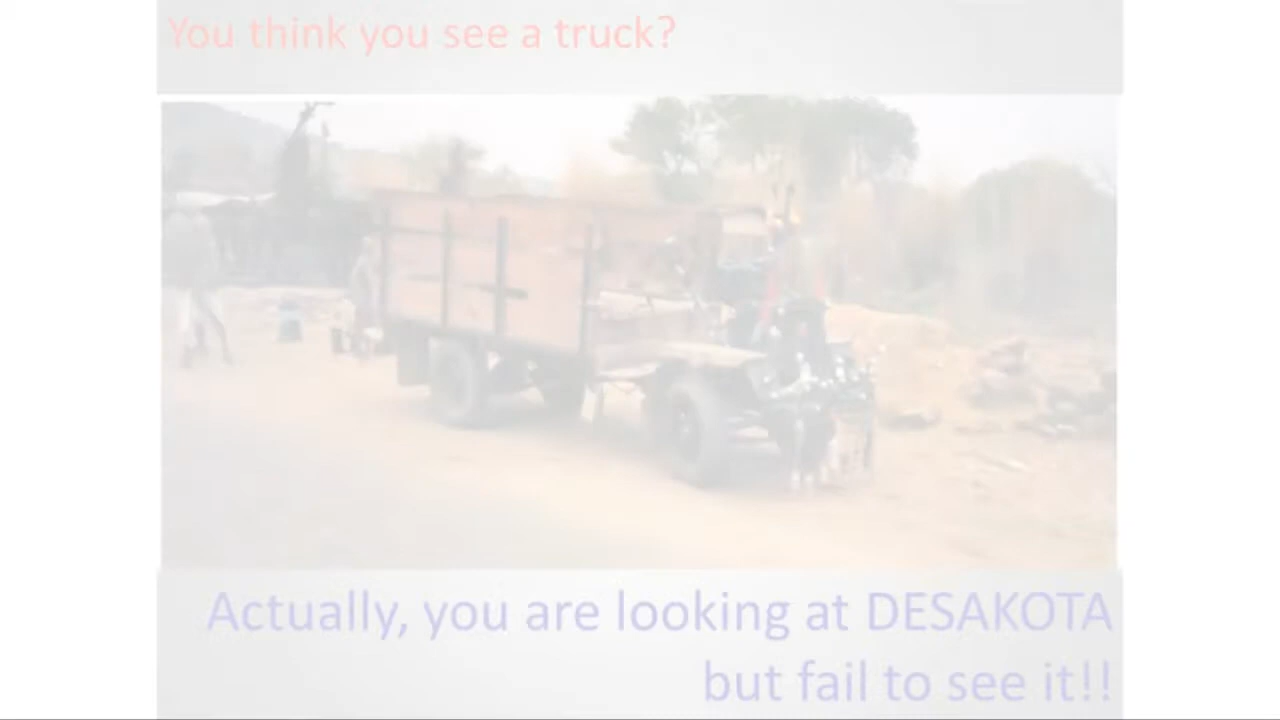 You think you see a truck?
Actually, you are looking at DESAKOTA
but fail to see it!!